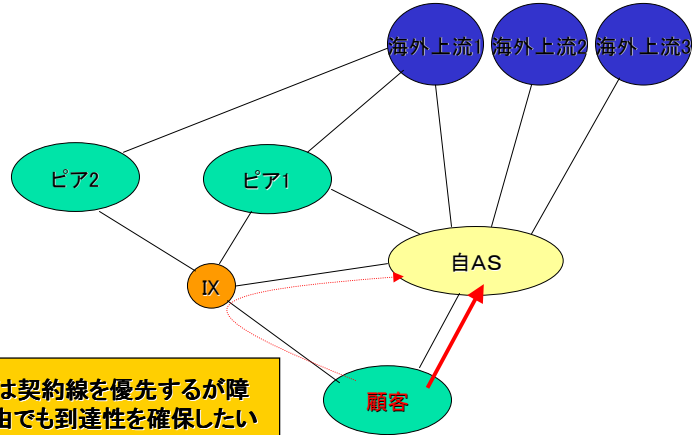 海外上流1
海外上流2
海外上流3
ピア2
ピア1
自AS
IX
顧客
は契約線を優先するが障
由でも到達性を確保したい